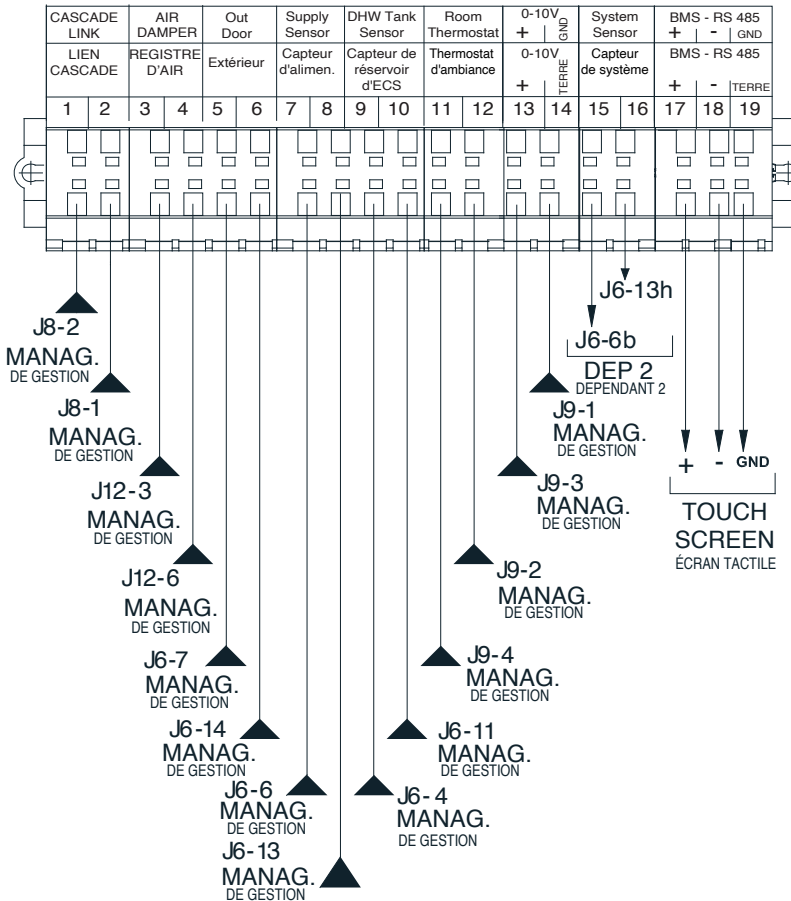 CASCADE LINK
AIR DAMPER
Out Door
Supply Sensor
DHW Tank Sensor
Room Thermostat
0-10V
+ GND
System Sensor
BMS - RS 485
+ - GND
LIEN CASCADE
REGISTRE D'AIR
Extérieur
Capteur d'alimen.
Capteur de réservoir d'ECS
Thermostat d'ambiance
0-10V
+ TERRE
Capteur de système
BMS - RS 485
+ - TERRE
1 2 3 4 5 6 7 8 9 10 11 12 13 14 15 16 17 18 19
J6-13h
J8-2
MANAG.
DE GESTION
J6-6b
DEP 2
DEPENDANT 2
J8-1
MANAG.
DE GESTION
J9-1
MANAG.
DE GESTION
+ - GND
TOUCH
SCREEN
ÉCRAN TACTILE
J12-3
MANAG.
DE GESTION
J9-3
MANAG.
DE GESTION
J12-6
MANAG.
DE GESTION
J9-2
MANAG.
DE GESTION
J6-7
MANAG.
DE GESTION
J9-4
MANAG.
DE GESTION
J6-14
MANAG.
DE GESTION
J6-11
MANAG.
DE GESTION
J6-6
MANAG.
DE GESTION
J6-4
MANAG.
DE GESTION
J6-13
MANAG.
DE GESTION